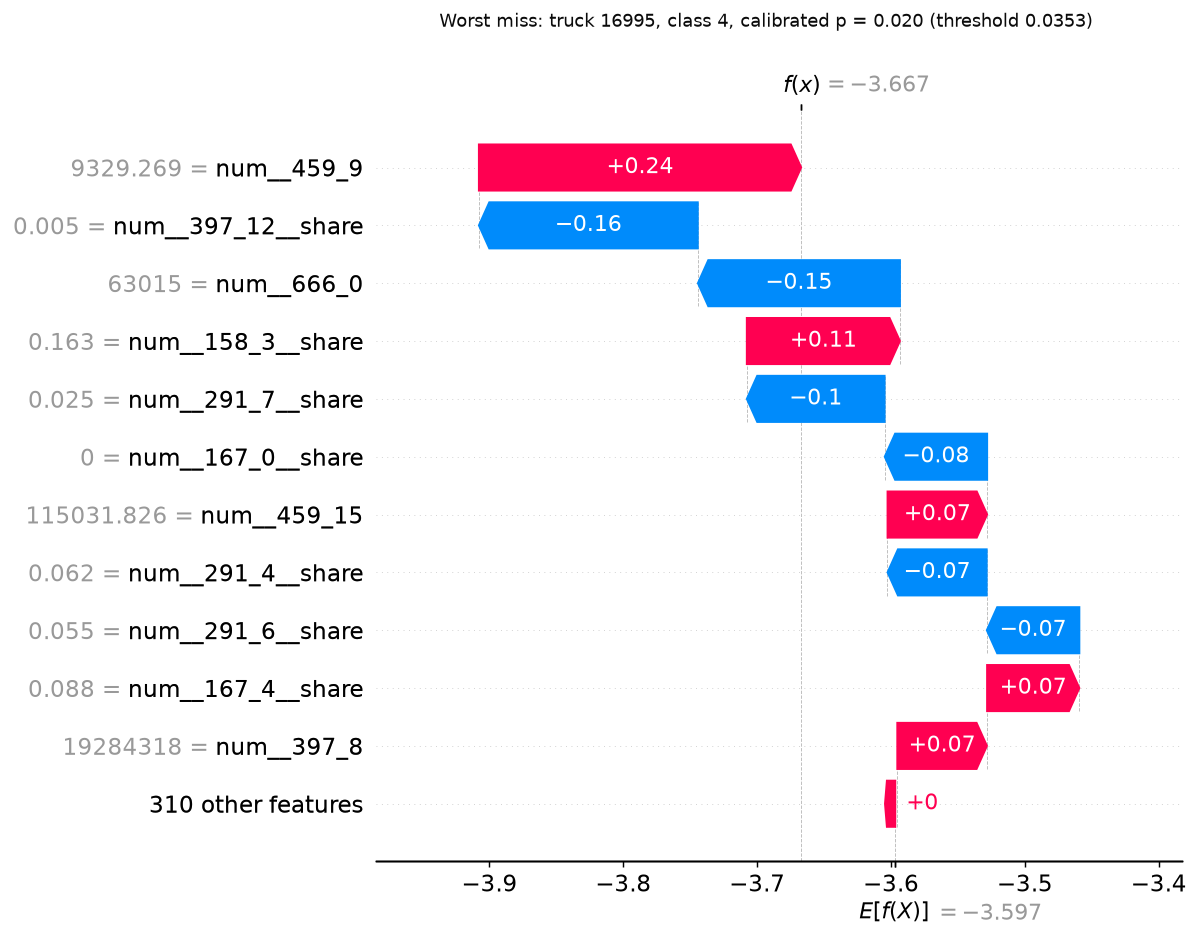 Worst miss: truck 16995, class 4, calibrated p = 0.020 (threshold 0.0353)
f(x) = −3.667
9329.269 = num__459_9 +0.24
0.005 = num__397_12__share −0.16
63015 = num__666_0 −0.15
0.163 = num__158_3__share +0.11
0.025 = num__291_7__share −0.1
0 = num__167_0__share −0.08
115031.826 = num__459_15 +0.07
0.062 = num__291_4__share −0.07
0.055 = num__291_6__share −0.07
0.088 = num__167_4__share +0.07
19284318 = num__397_8 +0.07
310 other features +0
−3.9 −3.8 −3.7 −3.6 −3.5 −3.4
E[f(X)] = −3.597